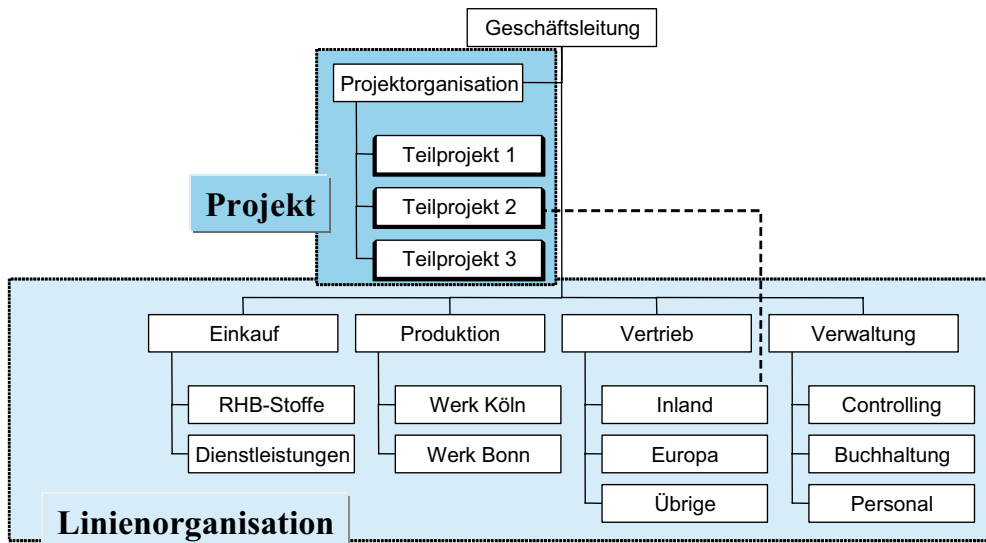 Geschäftsleitung
Projektorganisation
Teilprojekt 1
Projekt
Teilprojekt 2
Teilprojekt 3
Einkauf
Produktion
Vertrieb
Verwaltung
RHB-Stoffe
Werk Köln
Inland
Controlling
Dienstleistungen
Werk Bonn
Europa
Buchhaltung
Übrige
Personal
Linienorganisation